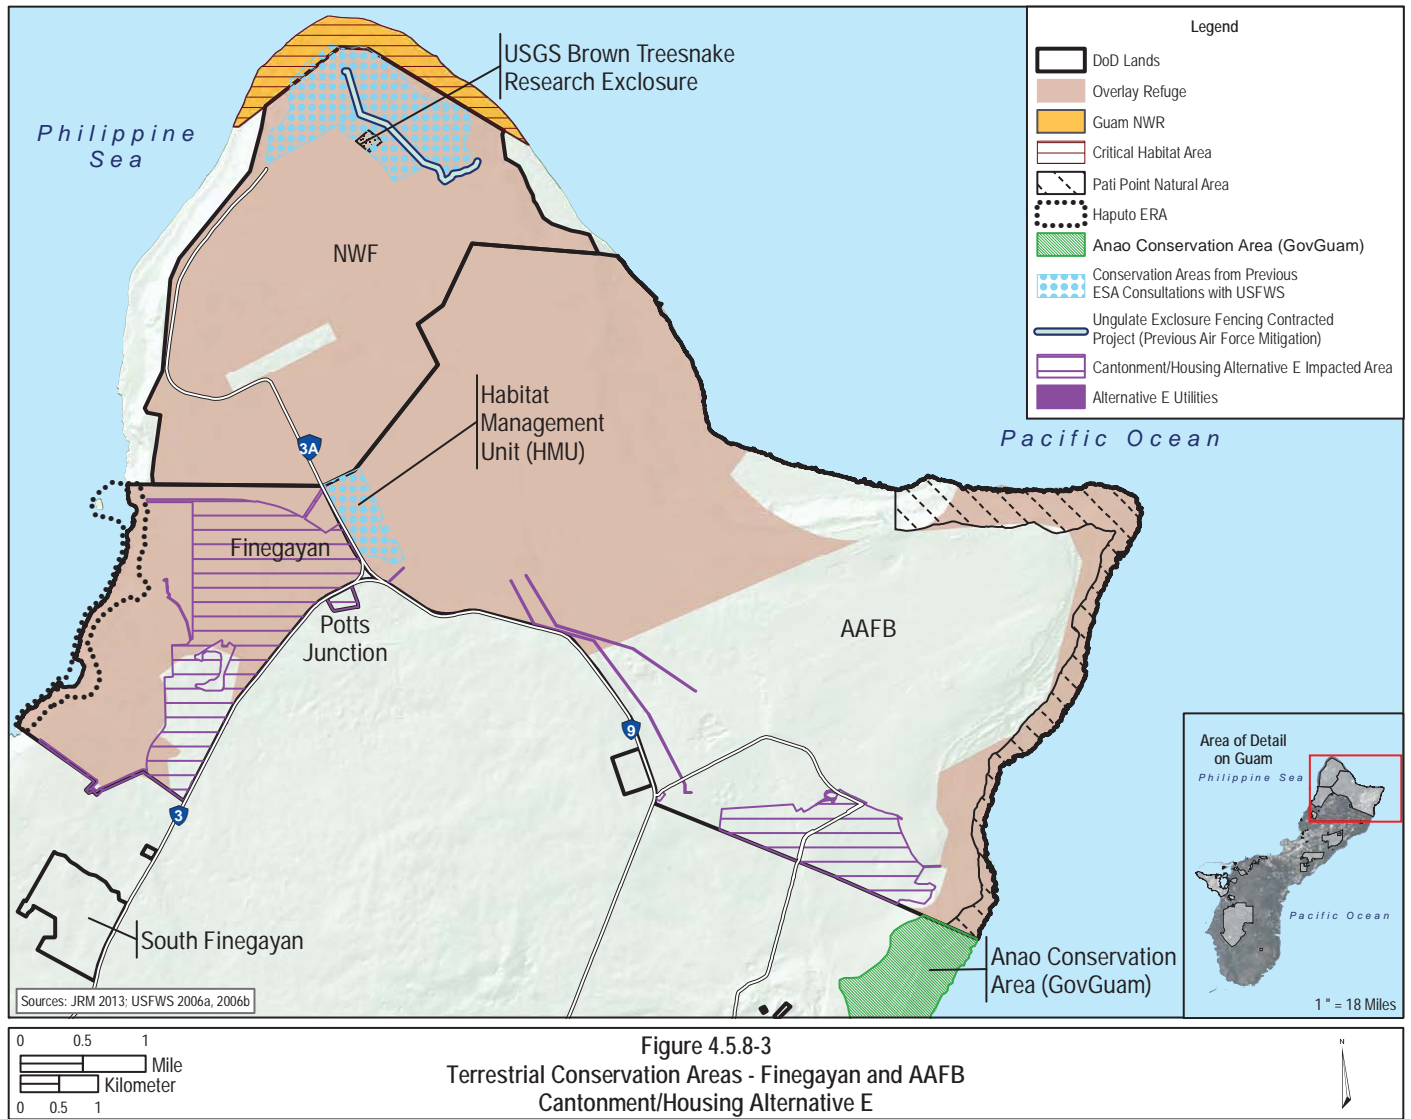 USGS Brown Treesnake
Research Exclosure
Philippine
Sea
NWF
3A
Habitat
Management
Unit (HMU)
Finegayan
Potts
Junction
AAFB
Pacific Ocean
9
3
South Finegayan
Anao Conservation
Area (GovGuam)
Sources: JRM 2013; USFWS 2006a, 2006b
Legend
DoD Lands
Overlay Refuge
Guam NWR
Critical Habitat Area
Pati Point Natural Area
Haputo ERA
Anao Conservation Area (GovGuam)
Conservation Areas from Previous
ESA Consultations with USFWS
Ungulate Exclosure Fencing Contracted
Project (Previous Air Force Mitigation)
Cantonment/Housing Alternative E Impacted Area
Alternative E Utilities
Area of Detail
on Guam
Philippine Sea
Pacific Ocean
1 " = 18 Miles
0 0.5 1
Mile
Kilometer
0 0.5 1
Figure 4.5.8-3
Terrestrial Conservation Areas - Finegayan and AAFB
Cantonment/Housing Alternative E
N